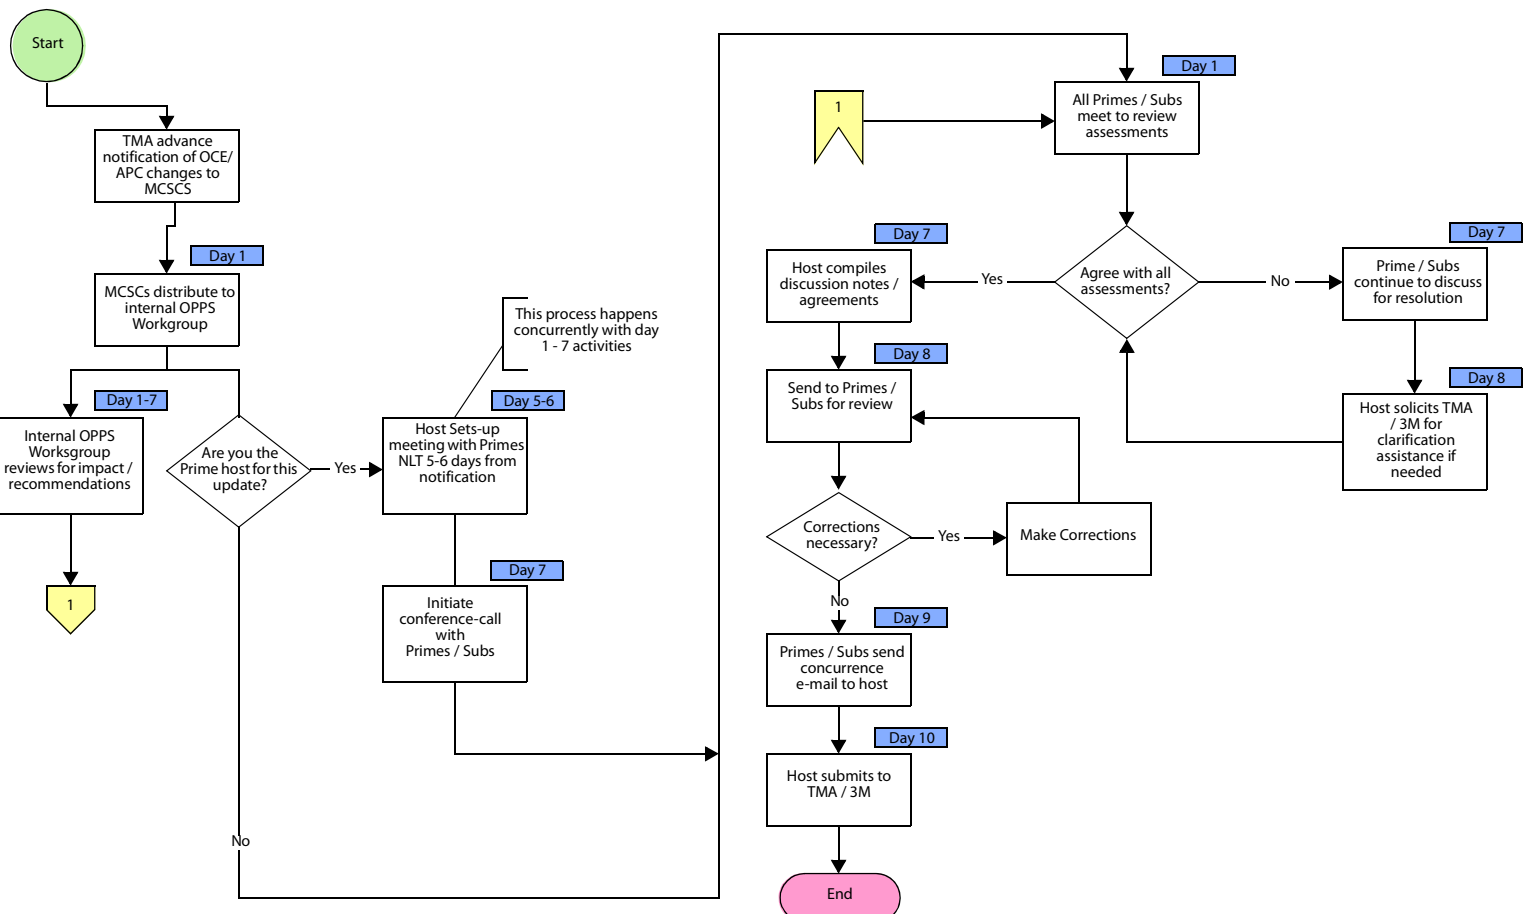 Start
TMA advance
notification of OCE/
APC changes to
MCSCS
Day 1
MCSCs distribute to
internal OPPS
Workgroup
Day 1-7
Internal OPPS
Worksgroup
reviews for impact /
recommendations
1
Are you the
Prime host for this
update?
Yes
No
This process happens
concurrently with day
1 - 7 activities
Day 5-6
Host Sets-up
meeting with Primes
NLT 5-6 days from
notification
Day 7
Initiate
conference-call
with
Primes / Subs
1
Day 1
All Primes / Subs
meet to review
assessments
Agree with all
assessments?
Yes
No
Day 7
Prime / Subs
continue to discuss
for resolution
Day 8
Host solicits TMA
/ 3M for
clarification
assistance if
needed
Day 7
Host compiles
discussion notes /
agreements
Day 8
Send to Primes /
Subs for review
Corrections
necessary?
Yes
Make Corrections
No
Day 9
Primes / Subs send
concurrence
e-mail to host
Day 10
Host submits to
TMA / 3M
End